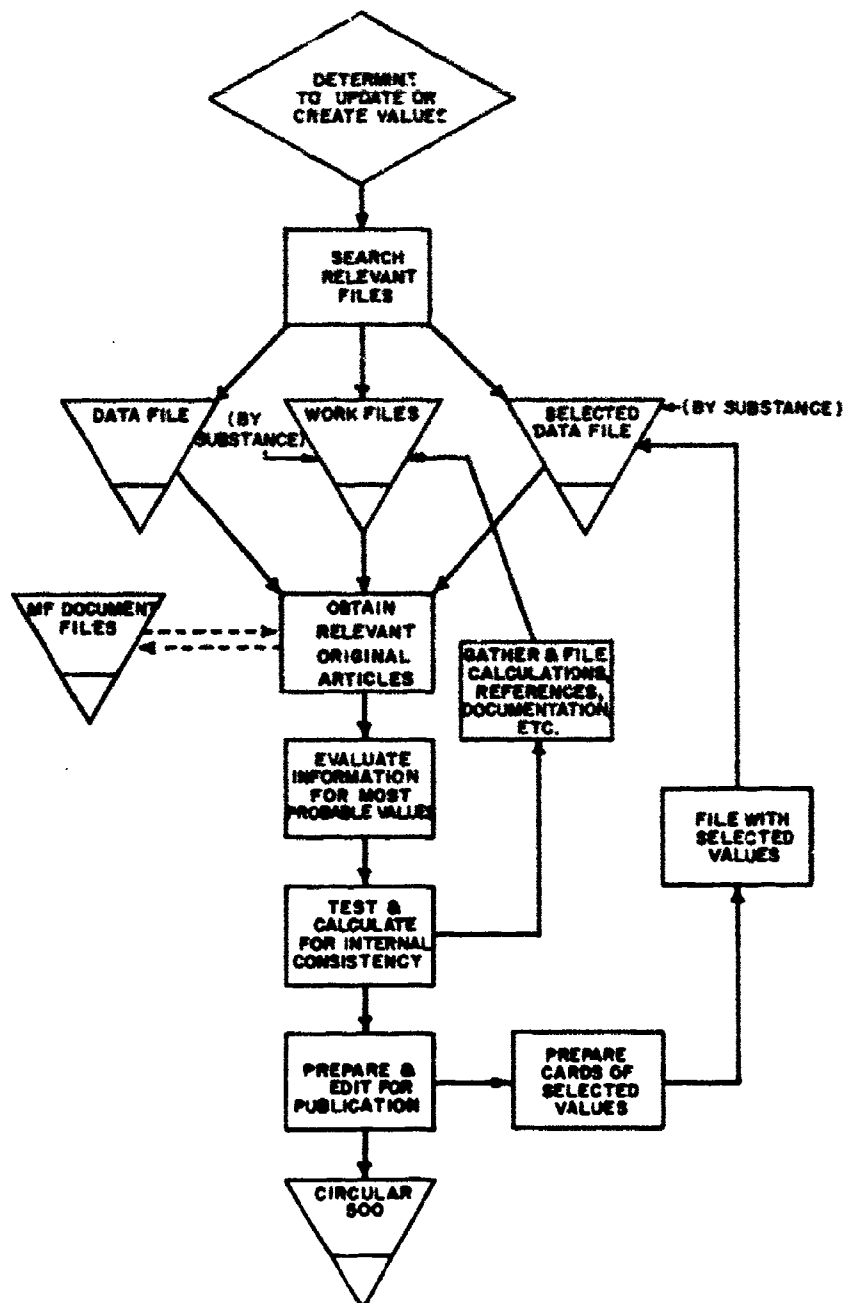 DETERMINE
TO UPDATE OR
CREATE VALUES
SEARCH
RELEVANT
FILES
DATA FILE
(BY
SUBSTANCE)
WORK FILES
SELECTED
DATA FILE
(BY SUBSTANCE)
MF DOCUMENT
FILES
OBTAIN
RELEVANT
ORIGINAL
ARTICLES
GATHER & FILE
CALCULATIONS,
REFERENCES,
DOCUMENTATION,
ETC.
EVALUATE
INFORMATION
FOR MOST
PROBABLE VALUES
FILE WITH
SELECTED
VALUES
TEST &
CALCULATE
FOR INTERNAL
CONSISTENCY
PREPARE &
EDIT FOR
PUBLICATION
PREPARE
CARDS OF
SELECTED
VALUES
CIRCULAR
500